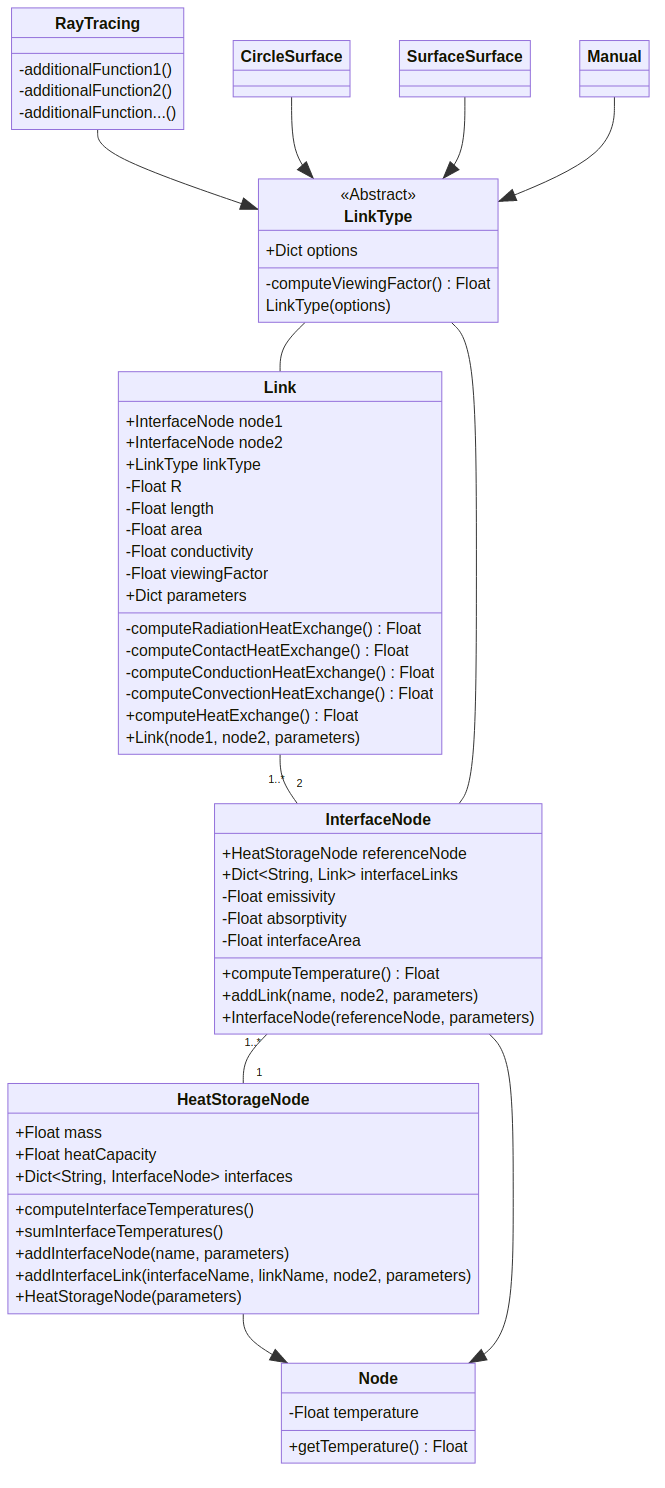 RayTracing
-additionalFunction1()
-additionalFunction2()
-additionalFunction...()
CircleSurface
SurfaceSurface
Manual
«Abstract»
LinkType
+Dict options
-computeViewingFactor() : Float
LinkType(options)
Link
+InterfaceNode node1
+InterfaceNode node2
+LinkType linkType
-Float R
-Float length
-Float area
-Float conductivity
-Float viewingFactor
+Dict parameters
-computeRadiationHeatExchange() : Float
-computeContactHeatExchange() : Float
-computeConductionHeatExchange() : Float
-computeConvectionHeatExchange() : Float
+computeHeatExchange() : Float
+Link(node1, node2, parameters)
1..*
2
InterfaceNode
+HeatStorageNode referenceNode
+Dict<String, Link> interfaceLinks
-Float emissivity
-Float absorptivity
-Float interfaceArea
+computeTemperature() : Float
+addLink(name, node2, parameters)
+InterfaceNode(referenceNode, parameters)
1..*
1
HeatStorageNode
+Float mass
+Float heatCapacity
+Dict<String, InterfaceNode> interfaces
+computeInterfaceTemperatures()
+sumInterfaceTemperatures()
+addInterfaceNode(name, parameters)
+addInterfaceLink(interfaceName, linkName, node2, parameters)
+HeatStorageNode(parameters)
Node
-Float temperature
+getTemperature() : Float